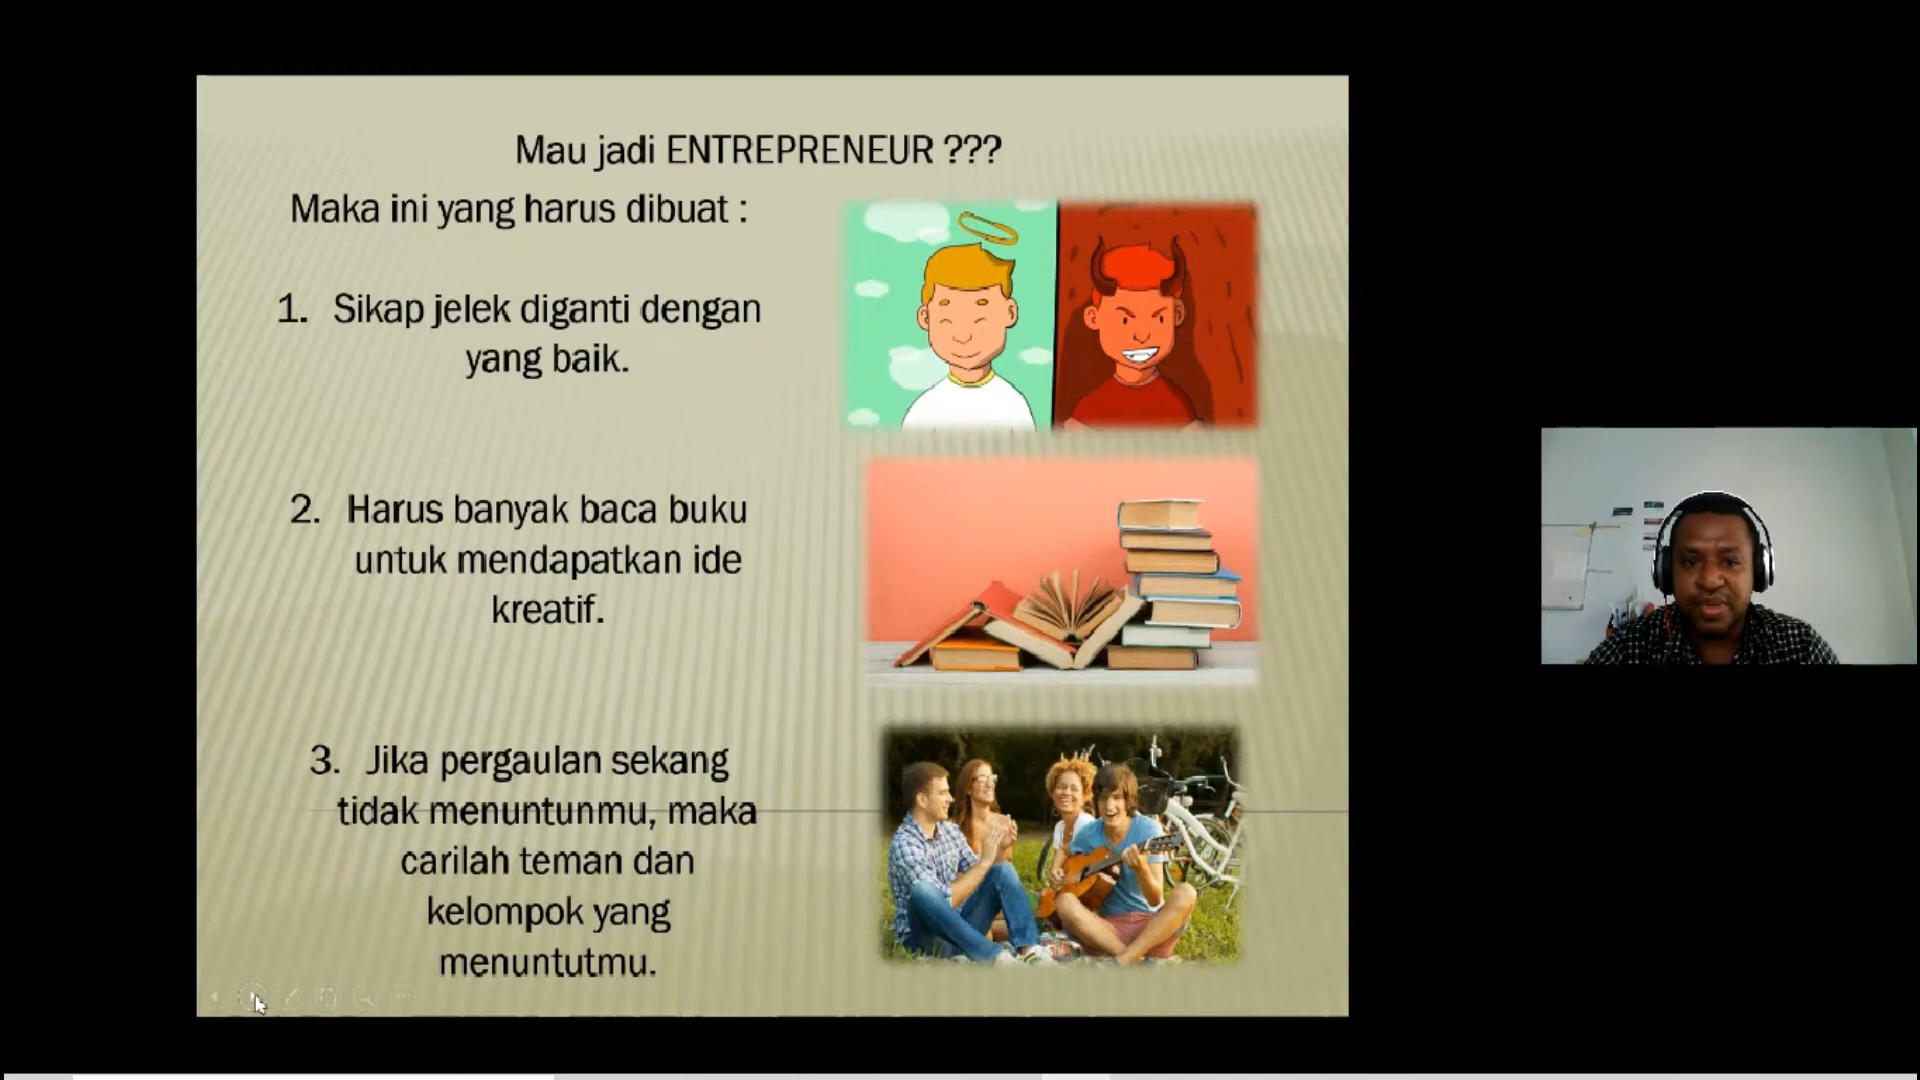 Mau jadi ENTREPRENEUR ???
Maka ini yang harus dibuat :
1. Sikap jelek diganti dengan
yang baik.
2. Harus banyak baca buku
untuk mendapatkan ide
kreatif.
3. Jika pergaulan sekang
tidak menuntunmu, maka
carilah teman dan
kelompok yang
menuntutmu.